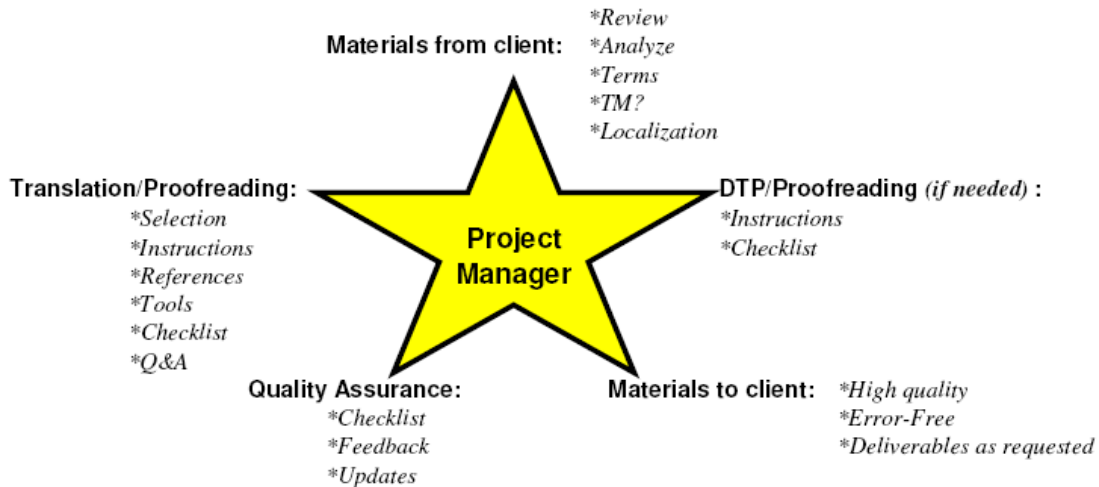 Materials from client:
*Review
*Analyze
*Terms
*TM?
*Localization
Translation/Proofreading:
*Selection
*Instructions
*References
*Tools
*Checklist
*Q&A
DTP/Proofreading (if needed) :
*Instructions
*Checklist
Project
Manager
Quality Assurance:
*Checklist
*Feedback
*Updates
Materials to client:
*High quality
*Error-Free
*Deliverables as requested